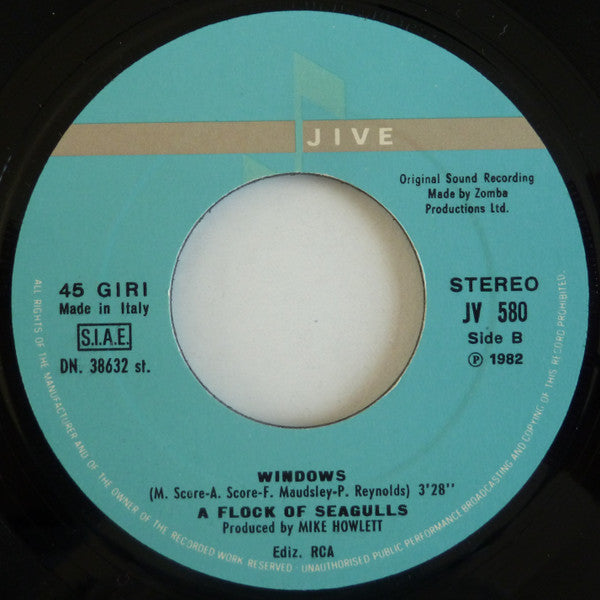 JIVE
Original Sound Recording
Made by Zomba
Productions Ltd.
45 GIRI
Made in Italy
S.I.A.E.
DN. 38632 st.
STEREO
JV 580
Side B
Ⓟ 1982
WINDOWS
(M. Score-A. Score-F. Maudsley-P. Reynolds) 3'28''
A FLOCK OF SEAGULLS
Produced by MIKE HOWLETT
Ediz. RCA
ALL RIGHTS OF THE MANUFACTURER AND OF THE OWNER OF THE RECORDED WORK RESERVED - UNAUTHORISED PUBLIC PERFORMANCE BROADCASTING AND COPYING OF THIS RECORD PROHIBITED.